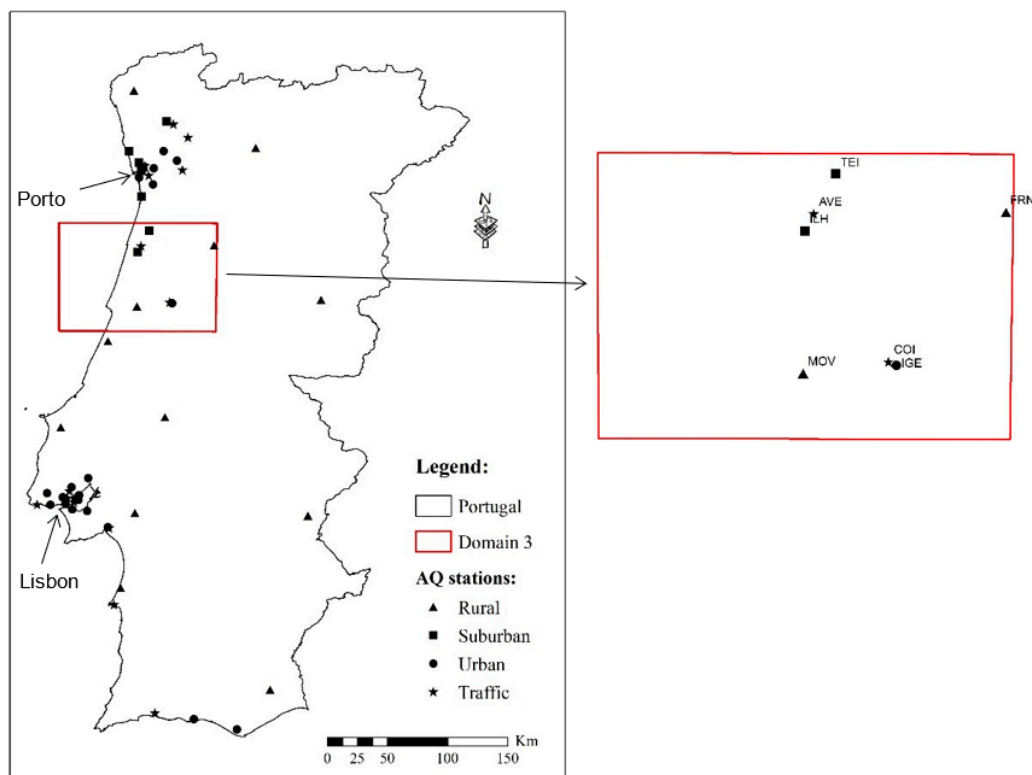 Porto
N
Lisbon
Legend:
Portugal
Domain 3
AQ stations:
Rural
Suburban
Urban
Traffic
Km
0 25 50 100 150
TEI
AVE
ILH
FRN
COI
IGE
MOV